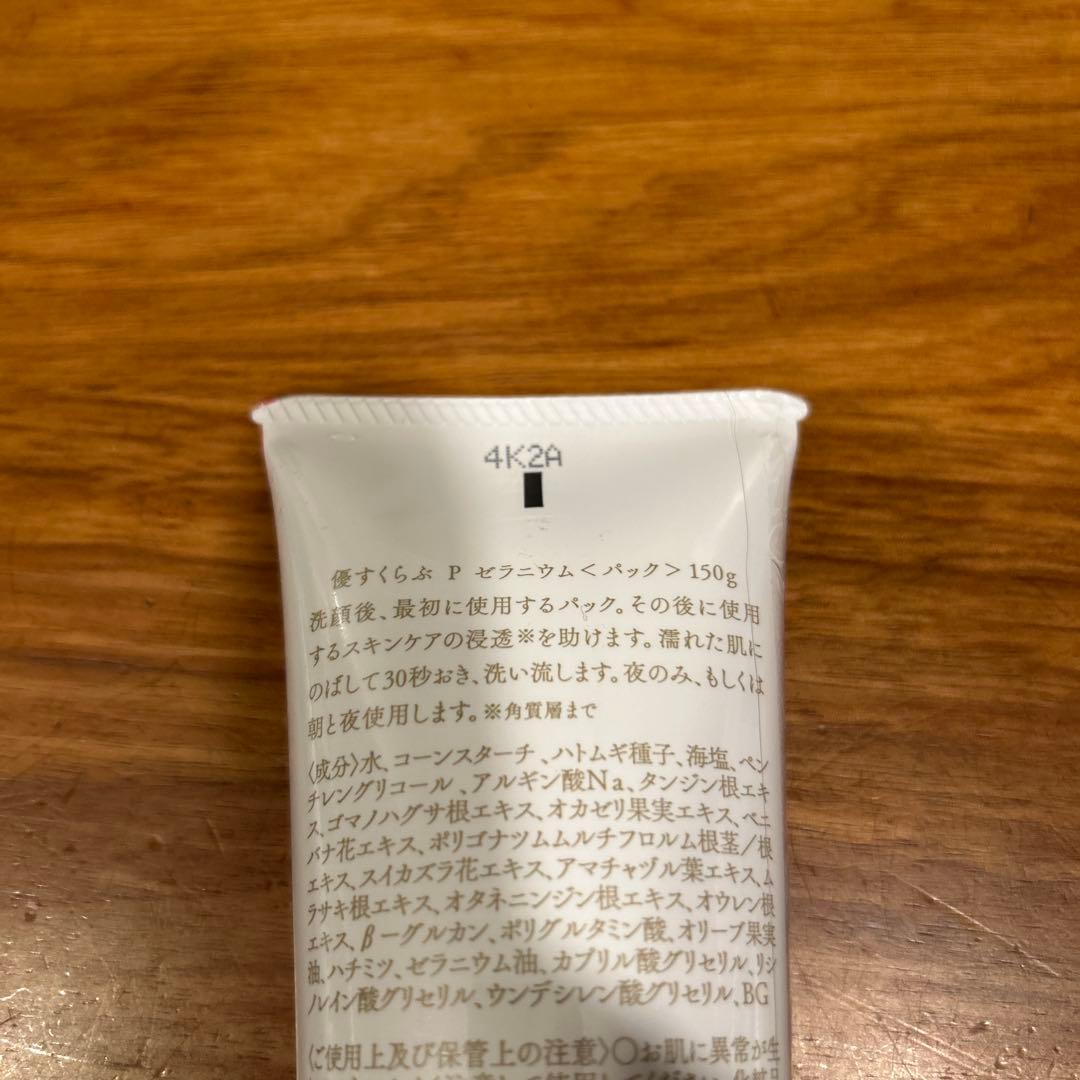 4K2A
優すくらぶ P ゼラニウム<パック> 150g
洗顔後、最初に使用するパック。その後に使用
するスキンケアの浸透※を助けます。濡れた肌に
のばして30秒おき、洗い流します。夜のみ、もしくは
朝と夜使用します。※角質層まで
〈成分〉水、コーンスターチ、ハトムギ種子、海塩、ペン
チレングリコール、アルギン酸Na、タンジン根エキ
ス、ゴマノハグサ根エキス、オカゼリ果実エキス、ベニ
バナ花エキス、ポリゴナツムムルチフロルム根茎/根
エキス、スイカズラ花エキス、アマチャヅル葉エキス、ム
ラサキ根エキス、オタネニンジン根エキス、オウレン根
エキス、β-グルカン、ポリグルタミン酸、オリーブ果実
油、ハチミツ、ゼラニウム油、カプリル酸グリセリル、リシ
ノレイン酸グリセリル、ウンデシレン酸グリセリル、BG
〈ご使用上及び保管上の注意〉○お肌に異常が生